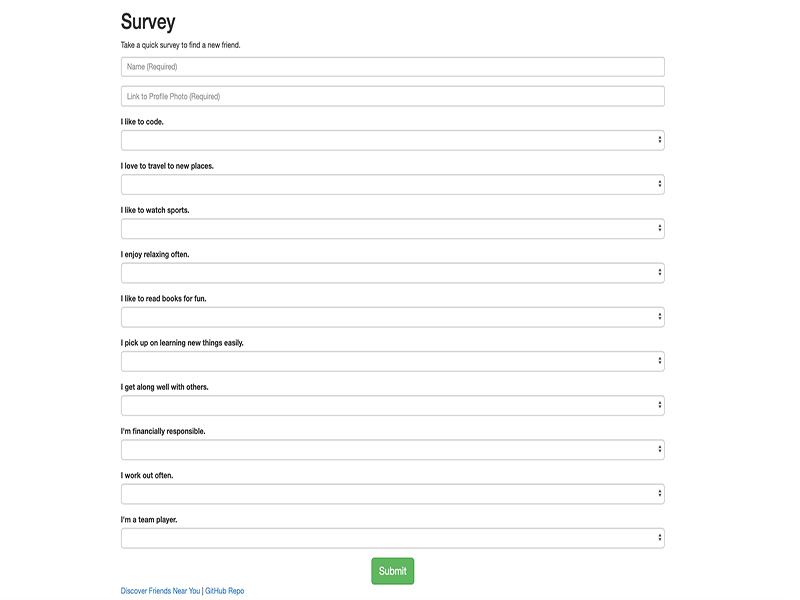 Survey
Take a quick survey to find a new friend.
Name (Required)
Link to Profile Photo (Required)
I like to code.
I love to travel to new places.
I like to watch sports.
I enjoy relaxing often.
I like to read books for fun.
I pick up on learning new things easily.
I get along well with others.
I'm financially responsible.
I work out often.
I'm a team player.
Submit
Discover Friends Near You | GitHub Repo